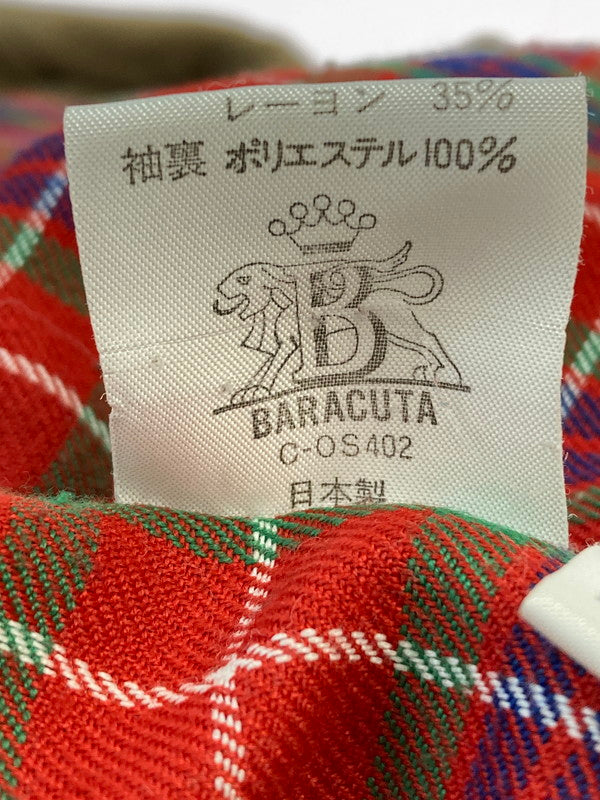 レーヨン 35%
袖裏 ポリエステル100%
B
BARACUTA
C-OS402
日本製